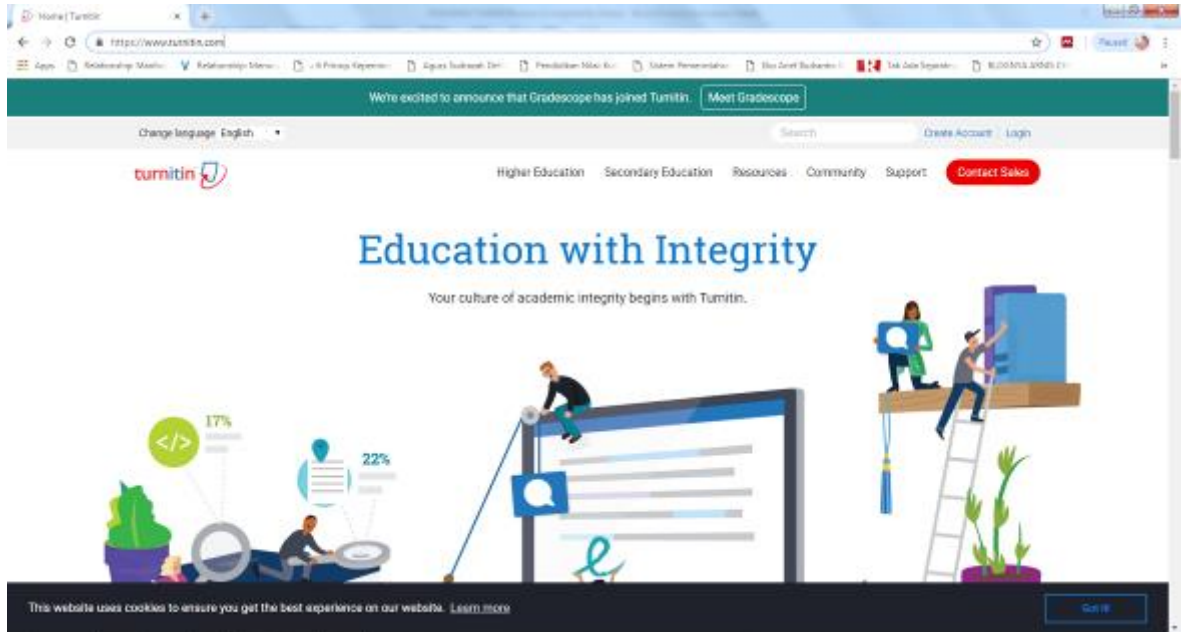 Home | Turnitin
https://www.turnitin.com
Apps
We're excited to announce that Gradescope has joined Turnitin. Meet Gradescope
Change language English Search Create Account Login
turnitin Higher Education Secondary Education Resources Community Support Contact Sales
Education with Integrity
Your culture of academic integrity begins with Turnitin.
17%
</>
22%
This website uses cookies to ensure you get the best experience on our website. Learn more Got it!